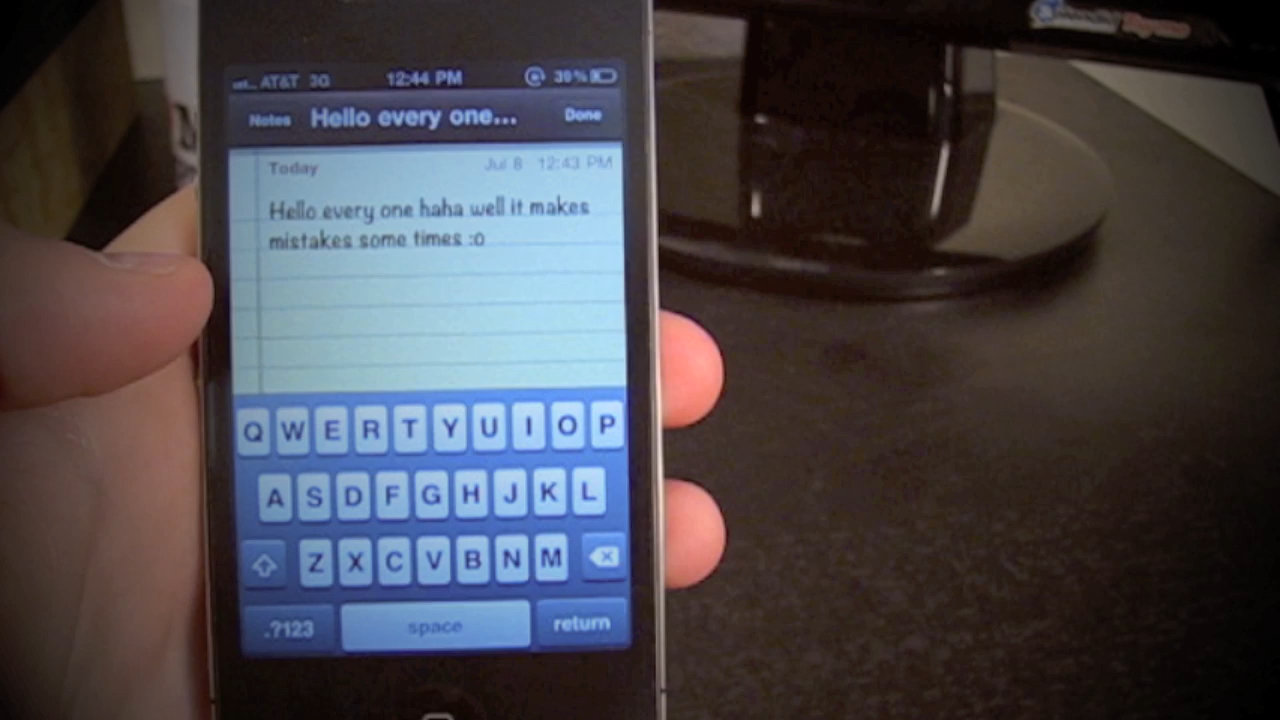 AT&T 3G 12:44 PM 39%
Notes Hello every one... Done
Today Jul 8 12:43 PM
Hello every one haha well it makes
mistakes some times :o
Q W E R T Y U I O P
A S D F G H J K L
Z X C V B N M
.?123 space return